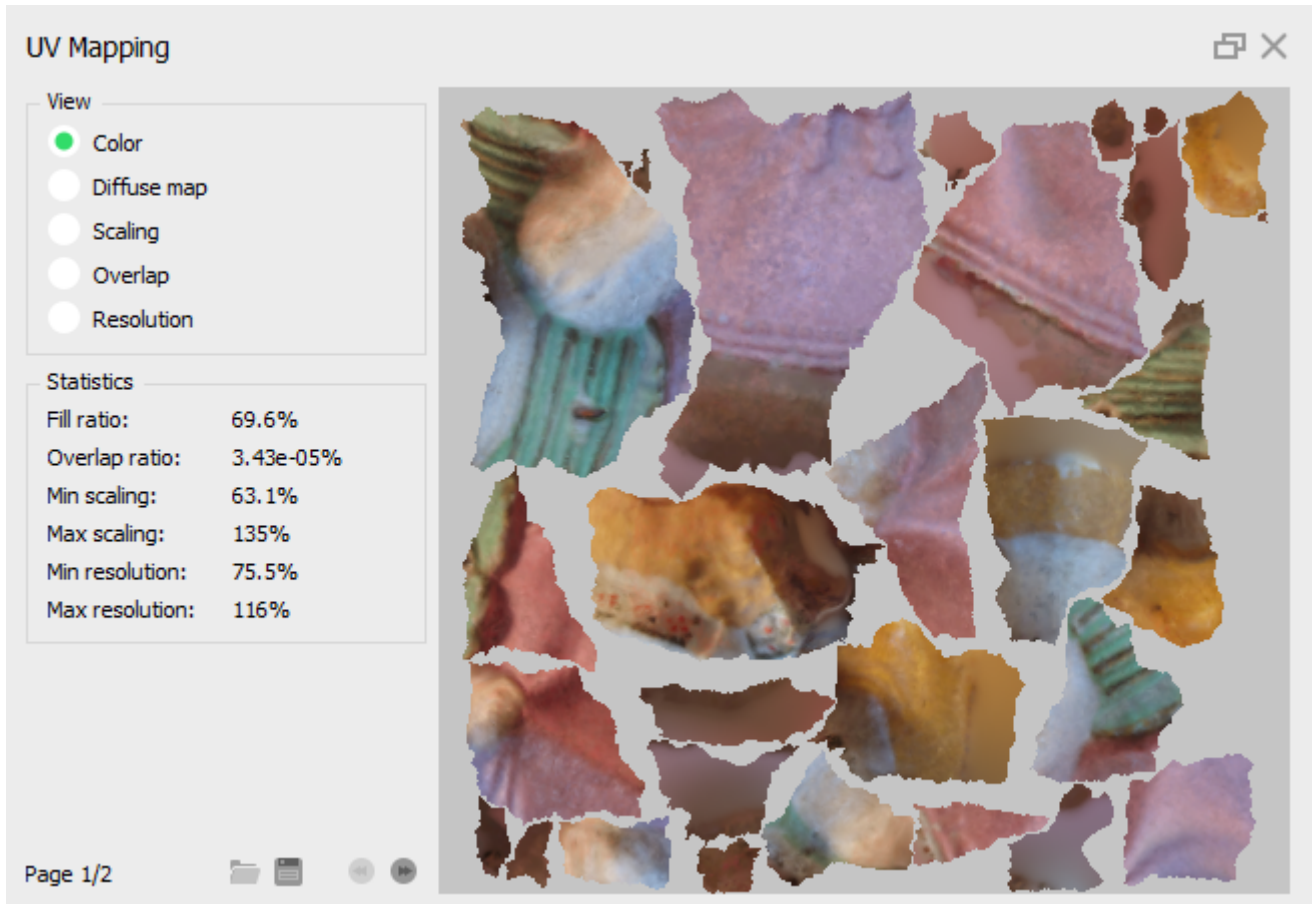 UV Mapping
View
Color
Diffuse map
Scaling
Overlap
Resolution
Statistics
Fill ratio: 69.6%
Overlap ratio: 3.43e-05%
Min scaling: 63.1%
Max scaling: 135%
Min resolution: 75.5%
Max resolution: 116%
Page 1/2